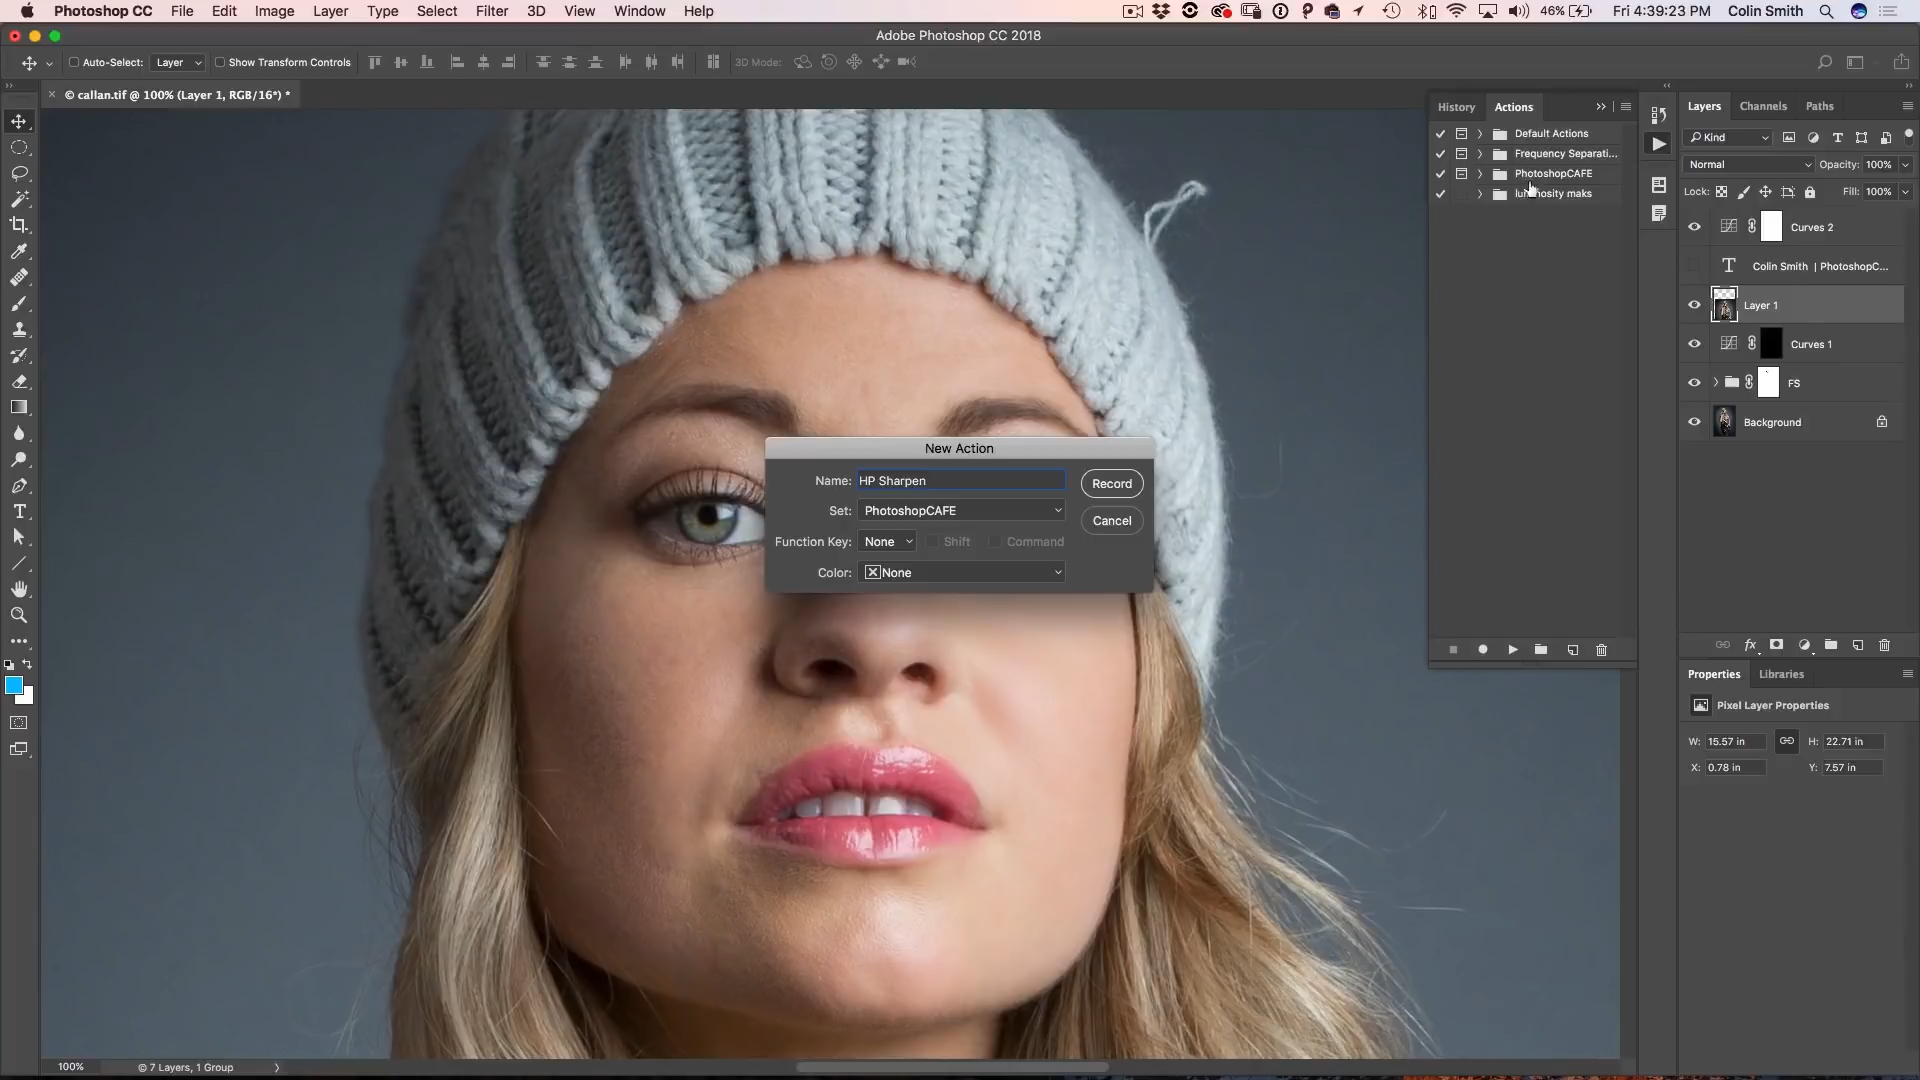 Photoshop CC File Edit Image Layer Type Select Filter 3D View Window Help 46% Fri 4:39:23 PM Colin Smith
Adobe Photoshop CC 2018
Auto-Select: Layer Show Transform Controls 3D Mode:
× © callan.tif @ 100% (Layer 1, RGB/16*) *
History Actions
Default Actions
Frequency Separati...
PhotoshopCAFE
Layers Channels Paths
Kind
Normal Opacity: 100%
Lock: Fill: 100%
Curves 2
Colin Smith | PhotoshopC...
Layer 1
Curves 1
FS
Background
New Action
Name: HP Sharpen
Record
Set: PhotoshopCAFE
Cancel
Function Key: None Shift Command
Color: None
Properties Libraries
Pixel Layer Properties
W: 15.57 in H: 22.71 in
X: 0.78 in Y: 7.57 in
100% © 7 Layers, 1 Group